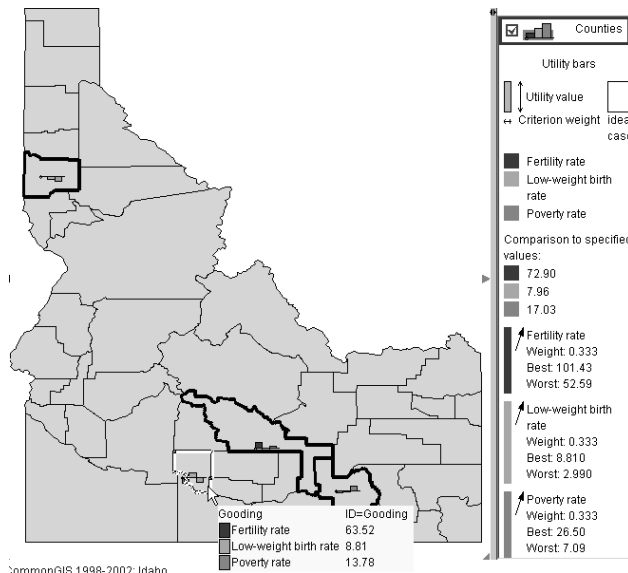 Counties
Utility bars
Utility value
Criterion weight
idea
case
Fertility rate
Low-weight birth
rate
Poverty rate
Comparison to specified
values:
72.90
7.96
17.03
Fertility rate
Weight: 0.333
Best: 101.43
Worst: 52.59
Low-weight birth
rate
Weight: 0.333
Best: 8.810
Worst: 2.990
Poverty rate
Weight: 0.333
Best: 26.50
Worst: 7.09
Gooding ID=Gooding
Fertility rate 63.52
Low-weight birth rate 8.81
Poverty rate 13.78
CommonGIS 1998-2002: Idaho